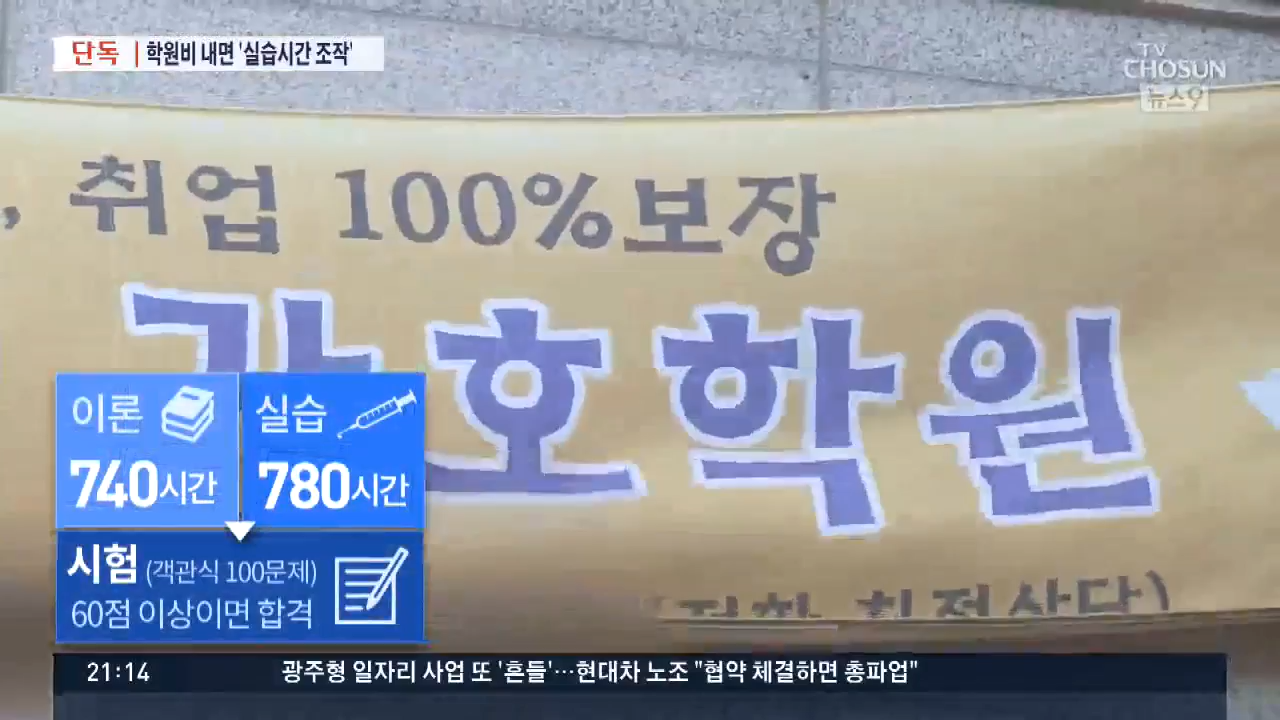 단독 | 학원비 내면 '실습시간 조작'
TV
CHOSUN
뉴스9
, 취업 100%보장
간호학원
이론
740시간
실습
780시간
시험 (객관식 100문제)
60점 이상이면 합격
21:14
광주형 일자리 사업 또 '흔들'…현대차 노조 "협약 체결하면 총파업"